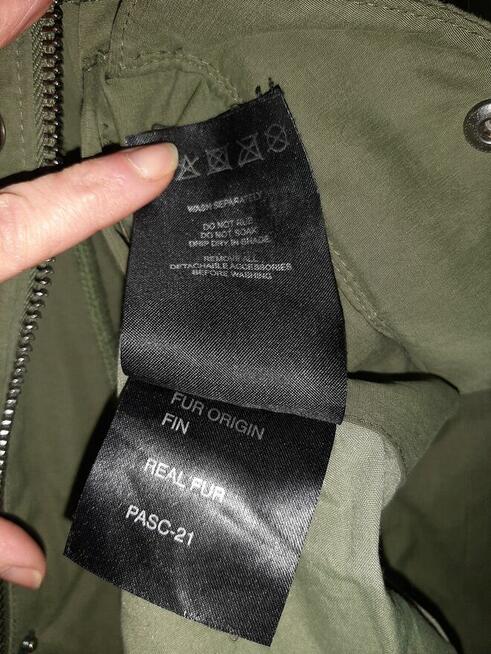 WASH SEPARATELY
DO NOT RUB
DO NOT SOAK
DRIP DRY IN SHADE
REMOVE ALL
DETACHABLE ACCESSORIES
BEFORE WASHING
FUR ORIGIN
FIN
REAL FUR
PASC-21